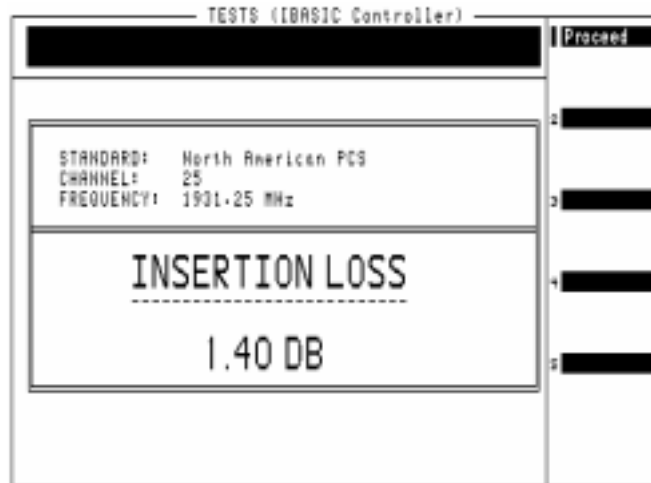 TESTS (IBASIC Controller)
1 Proceed
2
3
4
5
STANDARD: North American PCS
CHANNEL: 25
FREQUENCY: 1931.25 MHz
INSERTION LOSS
1.40 DB